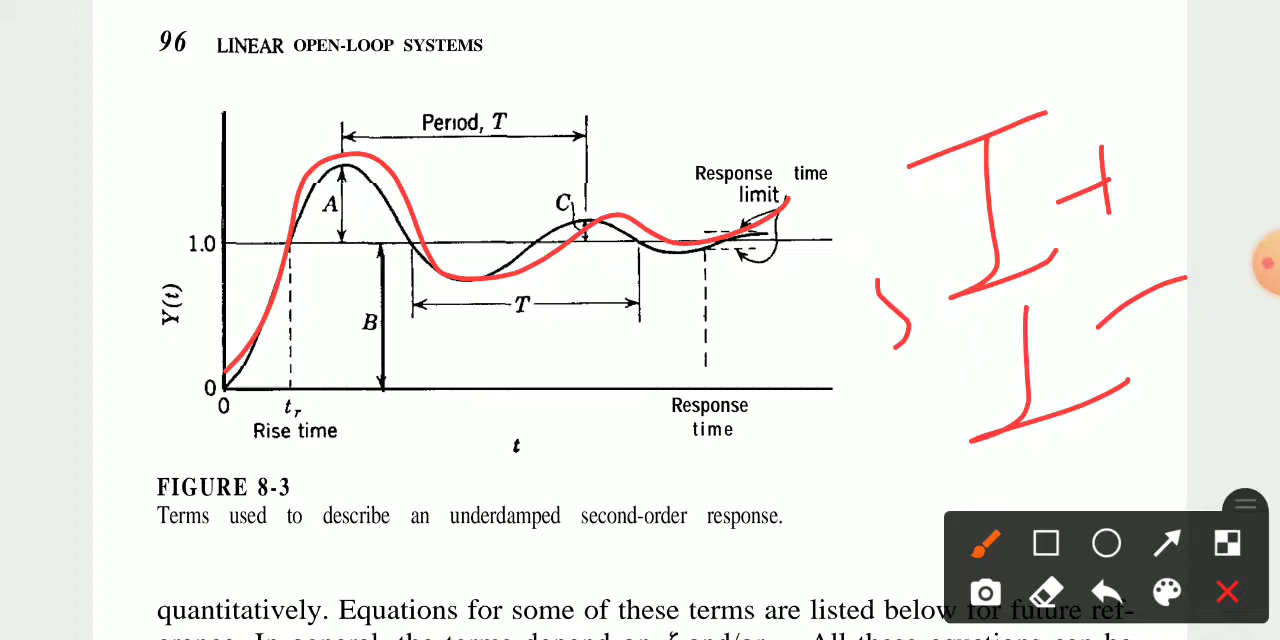 96 LINEAR OPEN-LOOP SYSTEMS
Period, T
Response time
limit
A
C
1.0
Y(t)
T
B
0
0
tr
Rise time
Response
time
t
I +
I
FIGURE 8-3
Terms used to describe an underdamped second-order response.
quantitatively. Equations for some of these terms are listed below for future ref-